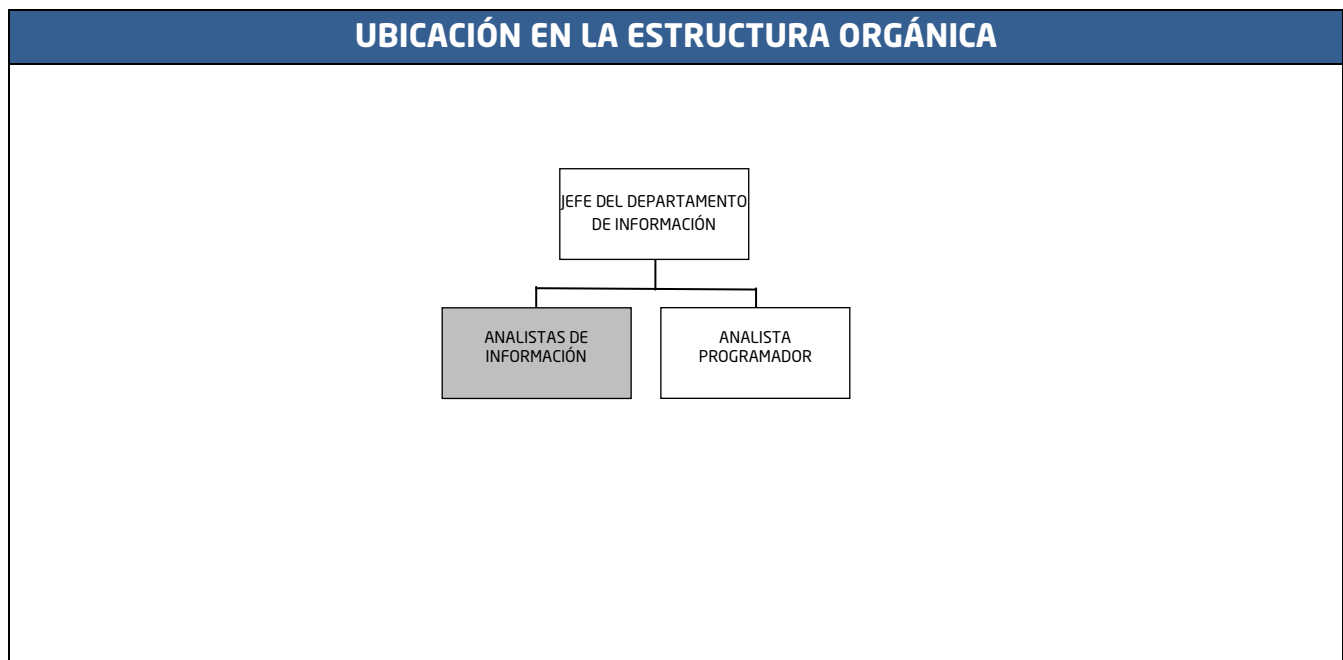 UBICACIÓN EN LA ESTRUCTURA ORGÁNICA
JEFE DEL DEPARTAMENTO
DE INFORMACIÓN
ANALISTAS DE
INFORMACIÓN
ANALISTA
PROGRAMADOR